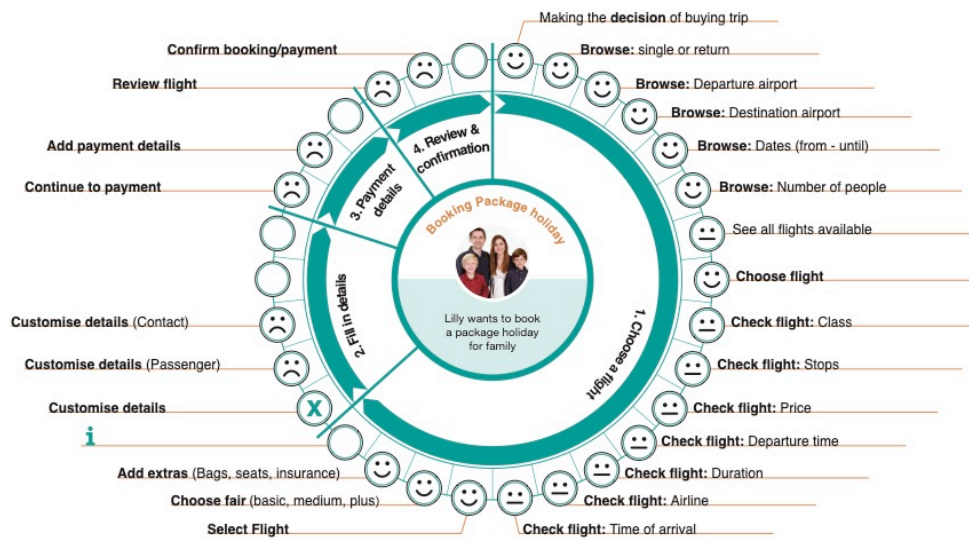 Making the decision of buying trip
Browse: single or return
Browse: Departure airport
Browse: Destination airport
Browse: Dates (from - until)
Browse: Number of people
See all flights available
Choose flight
Check flight: Class
Check flight: Stops
Check flight: Price
Check flight: Departure time
Check flight: Duration
Check flight: Airline
Check flight: Time of arrival
Select Flight
Choose fair (basic, medium, plus)
Add extras (Bags, seats, insurance)
i
Customise details
X
Customise details (Passenger)
Customise details (Contact)
Continue to payment
Add payment details
Review flight
Confirm booking/payment
1. Choose a flight
2. Fill in details
3. Payment
details
4. Review &
confirmation
Booking Package holiday
Lilly wants to book
a package holiday
for family